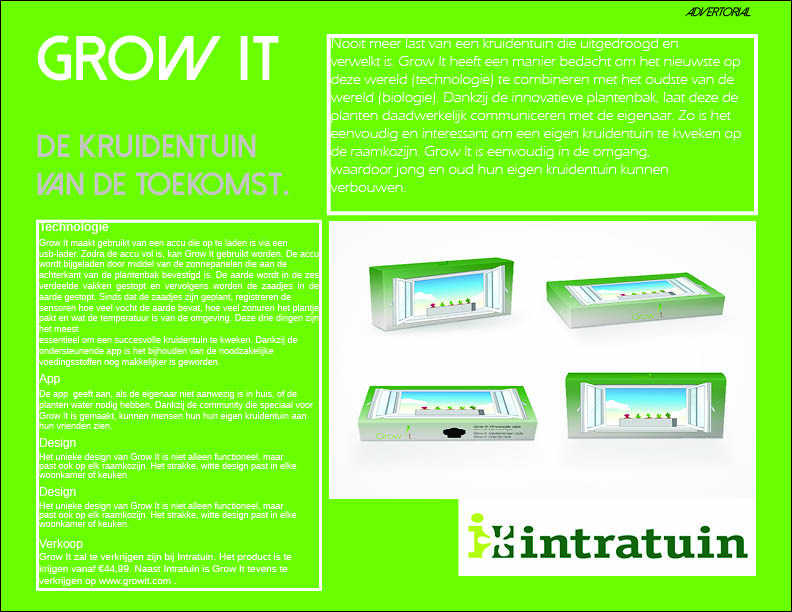 ADVERTORIAL
GROW IT
DE KRUIDENTUIN
VAN DE TOEKOMST.
Nooit meer last van een kruidentuin die uitgedroogd en
verwelkt is. Grow It heeft een manier bedacht om het nieuwste op
deze wereld (technologie) te combineren met het oudste van de
wereld (biologie). Dankzij de innovatieve plantenbak, laat deze de
planten daadwerkelijk communiceren met de eigenaar. Zo is het
eenvoudig en interessant om een eigen kruidentuin te kweken op
de raamkozijn. Grow It is eenvoudig in de omgang,
waardoor jong en oud hun eigen kruidentuin kunnen
verbouwen.
Technologie
Grow It maakt gebruikt van een accu die op te laden is via een
usb-lader. Zodra de accu vol is, kan Grow It gebruikt worden. De accu
wordt bijgeladen door middel van de zonnepanelen die aan de
achterkant van de plantenbak bevestigd is. De aarde wordt in de zes
verdeelde vakken gestopt en vervolgens worden de zaadjes in de
aarde gestopt. Sinds dat de zaadjes zijn geplant, registreren de
sensoren hoe veel vocht de aarde bevat, hoe veel zonuren het plantje
pakt en wat de temperatuur is van de omgeving. Deze drie dingen zijn
het meest
essentieel om een succesvolle kruidentuin te kweken. Dankzij de
ondersteunende app is het bijhouden van de noodzakelijke
voedingsstoffen nog makkelijker is geworden.
App
De app geeft aan, als de eigenaar niet aanwezig is in huis, of de
planten water nodig hebben. Dankzij de community die speciaal voor
Grow It is gemaakt, kunnen mensen hun hun eigen kruidentuin aan
hun vrienden zien.
Design
Het unieke design van Grow It is niet alleen functioneel, maar
past ook op elk raamkozijn. Het strakke, witte design past in elke
woonkamer of keuken.
Design
Het unieke design van Grow It is niet alleen functioneel, maar
past ook op elk raamkozijn. Het strakke, witte design past in elke
woonkamer of keuken.
Verkoop
Grow It zal te verkrijgen zijn bij Intratuin. Het product is te
krijgen vanaf €44,99. Naast Intratuin is Grow It tevens te
verkrijgen op www.growit.com .
Grow It
intratuin